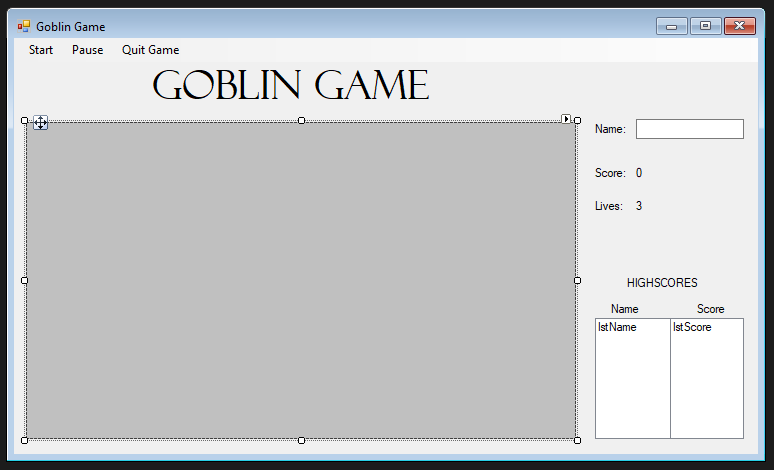 Goblin Game
Start Pause Quit Game
GOBLIN GAME
Name:
Score: 0
Lives: 3
HIGHSCORES
Name Score
lstName lstScore